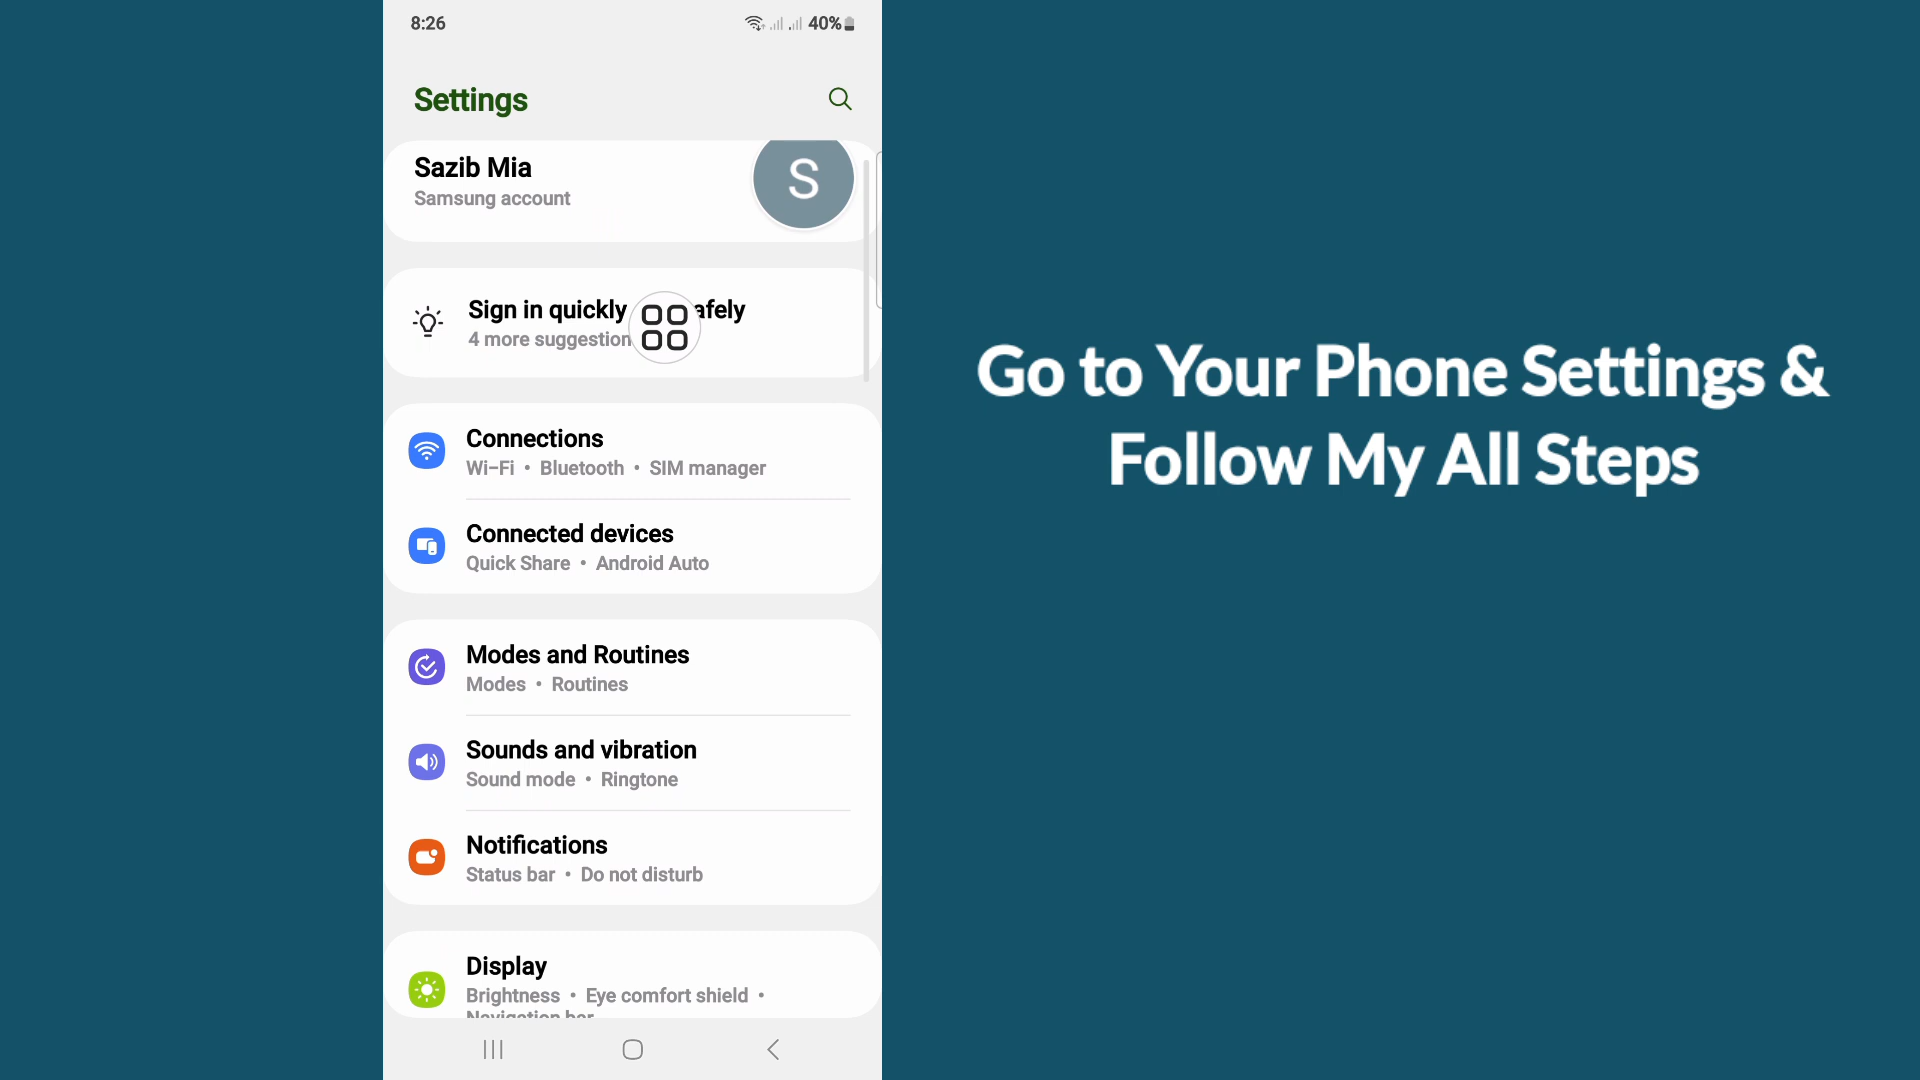 8:26
40%
Settings
Sazib Mia
Samsung account
S
Sign in quickly afely
4 more suggestion
Connections
Wi-Fi • Bluetooth • SIM manager
Connected devices
Quick Share • Android Auto
Modes and Routines
Modes • Routines
Sounds and vibration
Sound mode • Ringtone
Notifications
Status bar • Do not disturb
Display
Brightness • Eye comfort shield •
Navigation bar
Go to Your Phone Settings &
Follow My All Steps